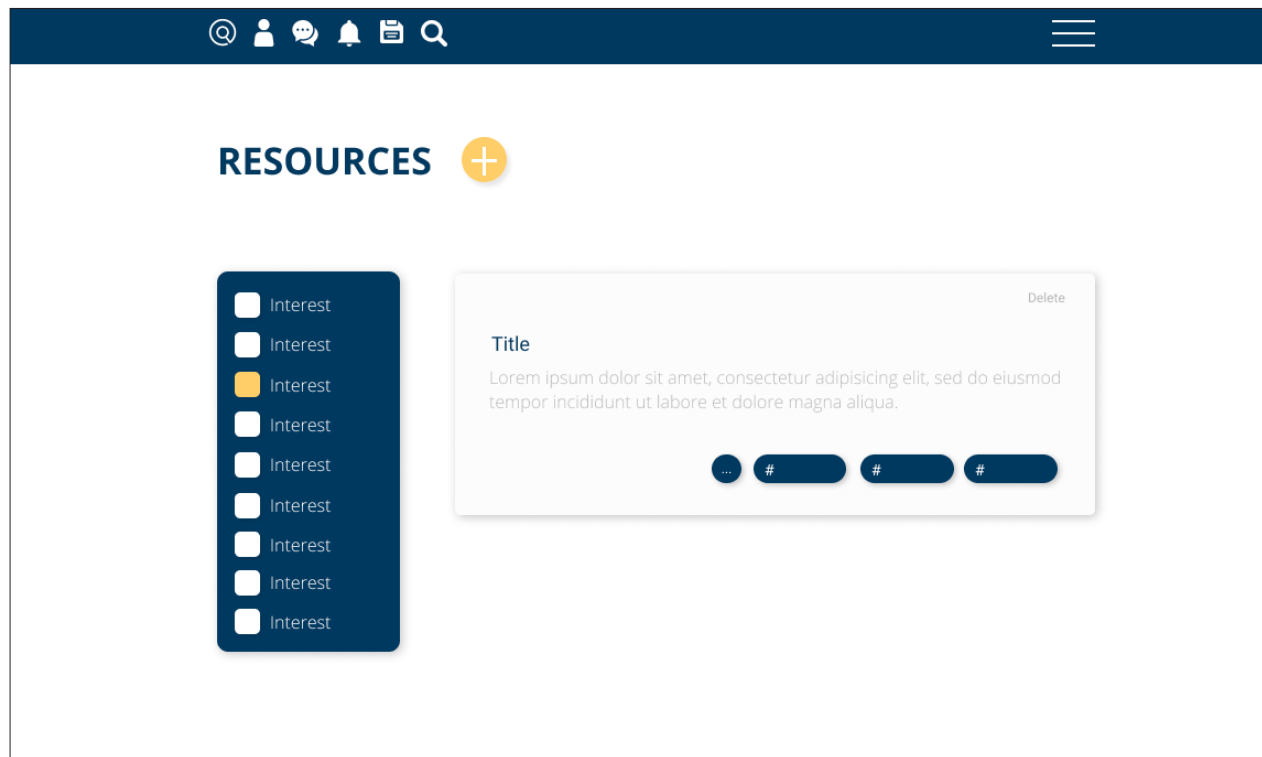 RESOURCES
Interest
Interest
Interest
Interest
Interest
Interest
Interest
Interest
Interest
Delete
Title
Lorem ipsum dolor sit amet, consectetur adipisicing elit, sed do eiusmod
tempor incididunt ut labore et dolore magna aliqua.
... # # #